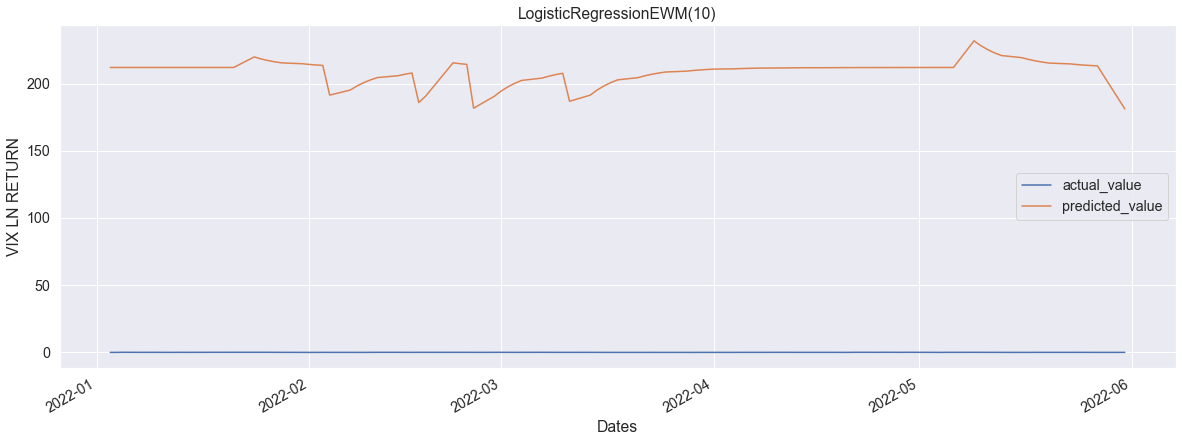 LogisticRegressionEWM(10)
VIX LN RETURN
200
150
100
50
0
actual_value
predicted_value
2022-01
2022-02
2022-03
2022-04
2022-05
2022-06
Dates